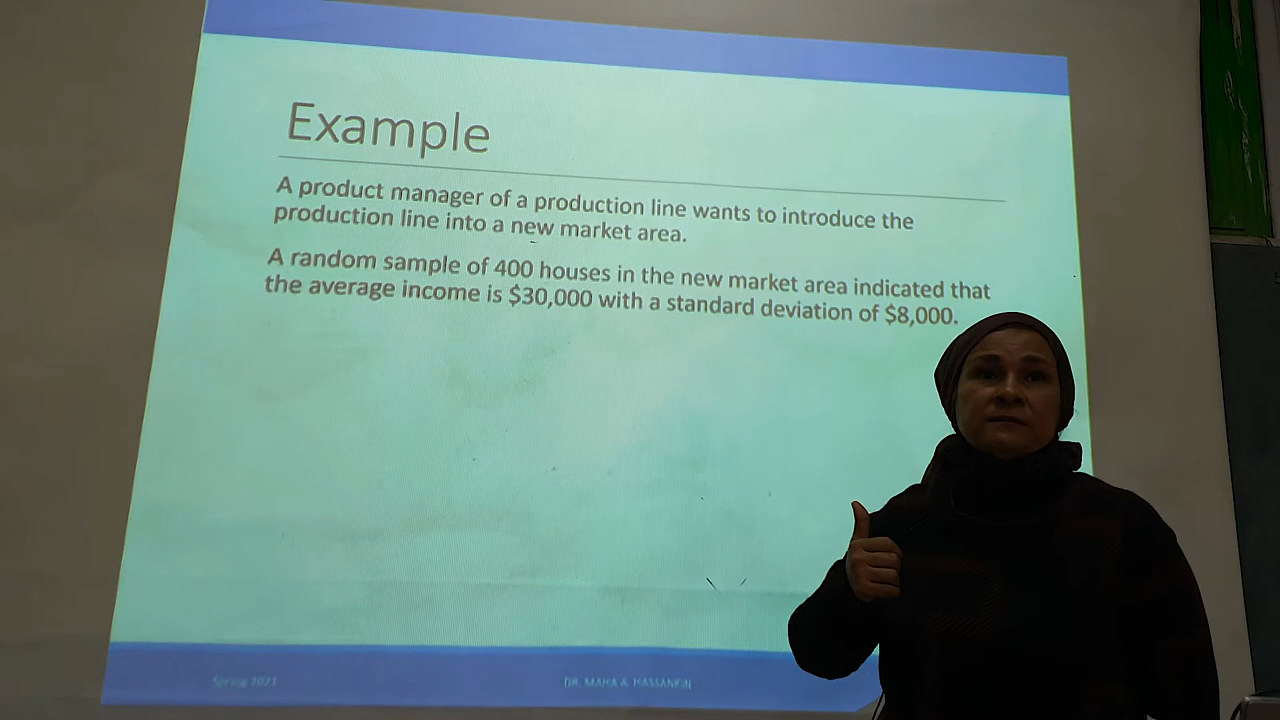 Example
A product manager of a production line wants to introduce the
production line into a new market area.
A random sample of 400 houses in the new market area indicated that
the average income is $30,000 with a standard deviation of $8,000.
Spring 2021
DR. MAHA A. HASSANEIN